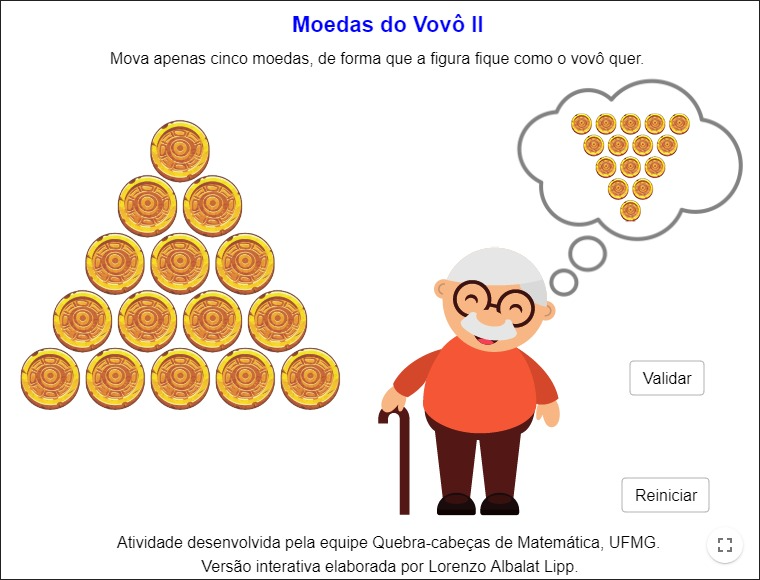 Moedas do Vovô II
Mova apenas cinco moedas, de forma que a figura fique como o vovô quer.
Validar
Reiniciar
Atividade desenvolvida pela equipe Quebra-cabeças de Matemática, UFMG.
Versão interativa elaborada por Lorenzo Albalat Lipp.